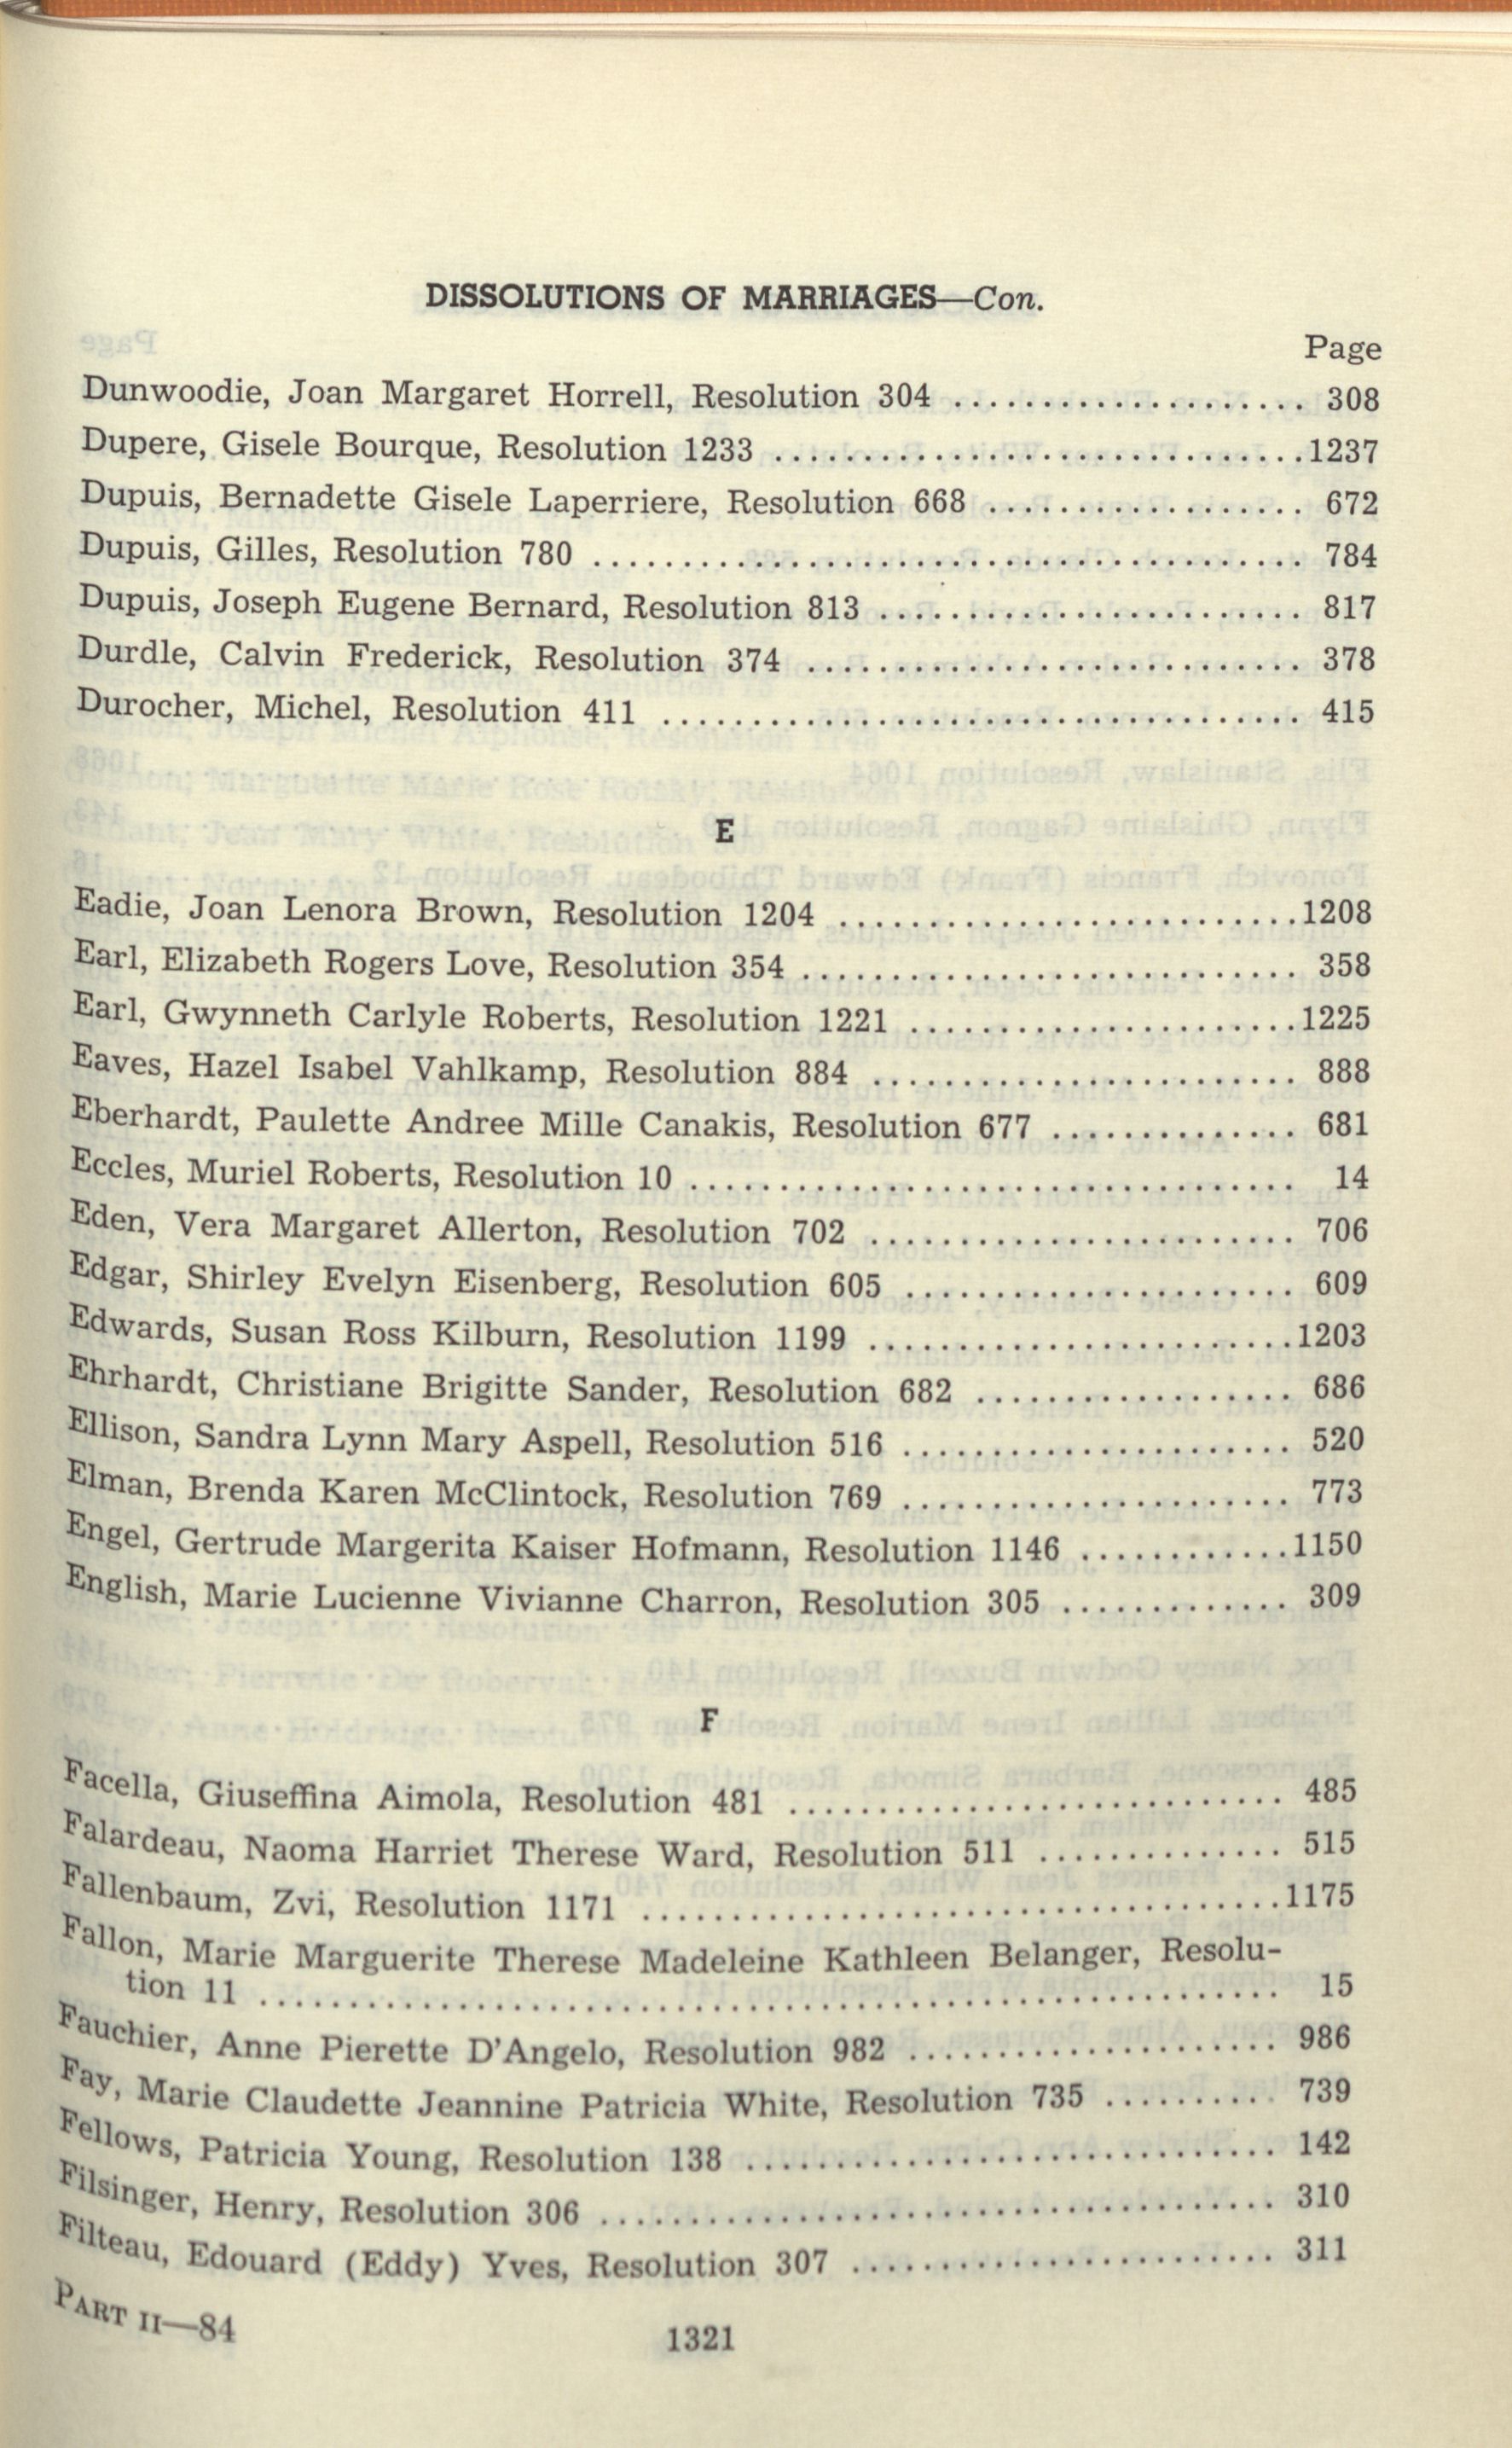 DISSOLUTIONS OF MARRIAGES—Con.
Page
Dunwoodie, Joan Margaret Horrell, Resolution 304 .................... 308
Dupere, Gisele Bourque, Resolution 1233 ..............................1237
Dupuis, Bernadette Gisele Laperriere, Resolution 668 .................. 672
Dupuis, Gilles, Resolution 780 ........................................ 784
Dupuis, Joseph Eugene Bernard, Resolution 813 ........................ 817
Durdle, Calvin Frederick, Resolution 374 ............................ 378
Durocher, Michel, Resolution 411 .................................... 415
E
Eadie, Joan Lenora Brown, Resolution 1204 ..........................1208
Earl, Elizabeth Rogers Love, Resolution 354 ............................ 358
Earl, Gwynneth Carlyle Roberts, Resolution 1221 ......................1225
Eaves, Hazel Isabel Vahlkamp, Resolution 884 ........................ 888
Eberhardt, Paulette Andree Mille Canakis, Resolution 677 .............. 681
Eccles, Muriel Roberts, Resolution 10 .................................. 14
Eden, Vera Margaret Allerton, Resolution 702 ........................ 706
Edgar, Shirley Evelyn Eisenberg, Resolution 605 ...................... 609
Edwards, Susan Ross Kilburn, Resolution 1199 ........................1203
Ehrhardt, Christiane Brigitte Sander, Resolution 682 .................. 686
Ellison, Sandra Lynn Mary Aspell, Resolution 516 ...................... 520
Elman, Brenda Karen McClintock, Resolution 769 ...................... 773
Engel, Gertrude Margerita Kaiser Hofmann, Resolution 1146 ............1150
English, Marie Lucienne Vivianne Charron, Resolution 305 ............. 309
F
Facella, Giuseffina Aimola, Resolution 481 ............................ 485
Falardeau, Naoma Harriet Therese Ward, Resolution 511 .............. 515
Fallenbaum, Zvi, Resolution 1171 ....................................1175
Fallon, Marie Marguerite Therese Madeleine Kathleen Belanger, Resolu-
tion 11 .......................................................... 15
Fauchier, Anne Pierette D'Angelo, Resolution 982 ...................... 986
Fay, Marie Claudette Jeannine Patricia White, Resolution 735 .......... 739
Fellows, Patricia Young, Resolution 138 .............................. 142
Filsinger, Henry, Resolution 306 ...................................... 310
Filteau, Edouard (Eddy) Yves, Resolution 307 ........................ 311
PART II—84
1321